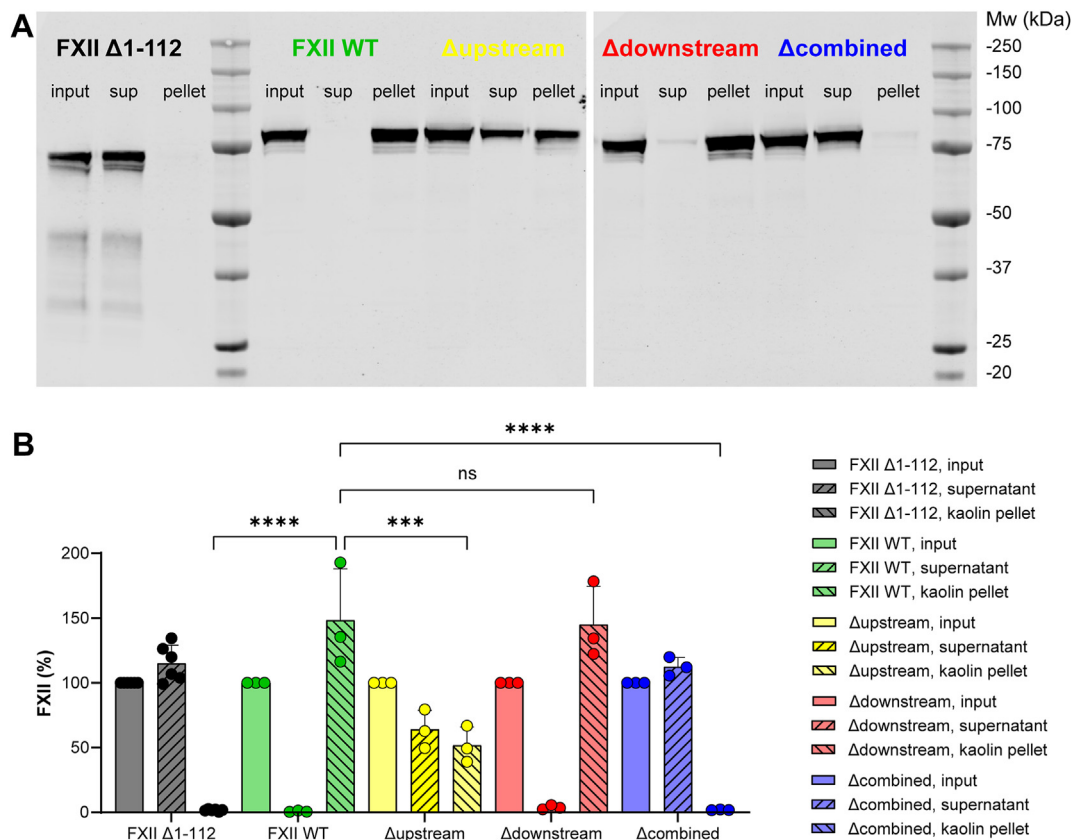 A
FXII Δ1-112
FXII WT
Δupstream
Δdownstream
Δcombined
Mw (kDa)
input sup pellet
input sup pellet input sup pellet
input sup pellet input sup pellet
-250
-150
-100
-75
-50
-37
-25
-20
B
****
ns
**** ***
FXII (%)
200
150
100
50
0
FXII Δ1-112
FXII WT
Δupstream
Δdownstream
Δcombined
FXII Δ1-112, input
FXII Δ1-112, supernatant
FXII Δ1-112, kaolin pellet
FXII WT, input
FXII WT, supernatant
FXII WT, kaolin pellet
Δupstream, input
Δupstream, supernatant
Δupstream, kaolin pellet
Δdownstream, input
Δdownstream, supernatant
Δdownstream, kaolin pellet
Δcombined, input
Δcombined, supernatant
Δcombined, kaolin pellet